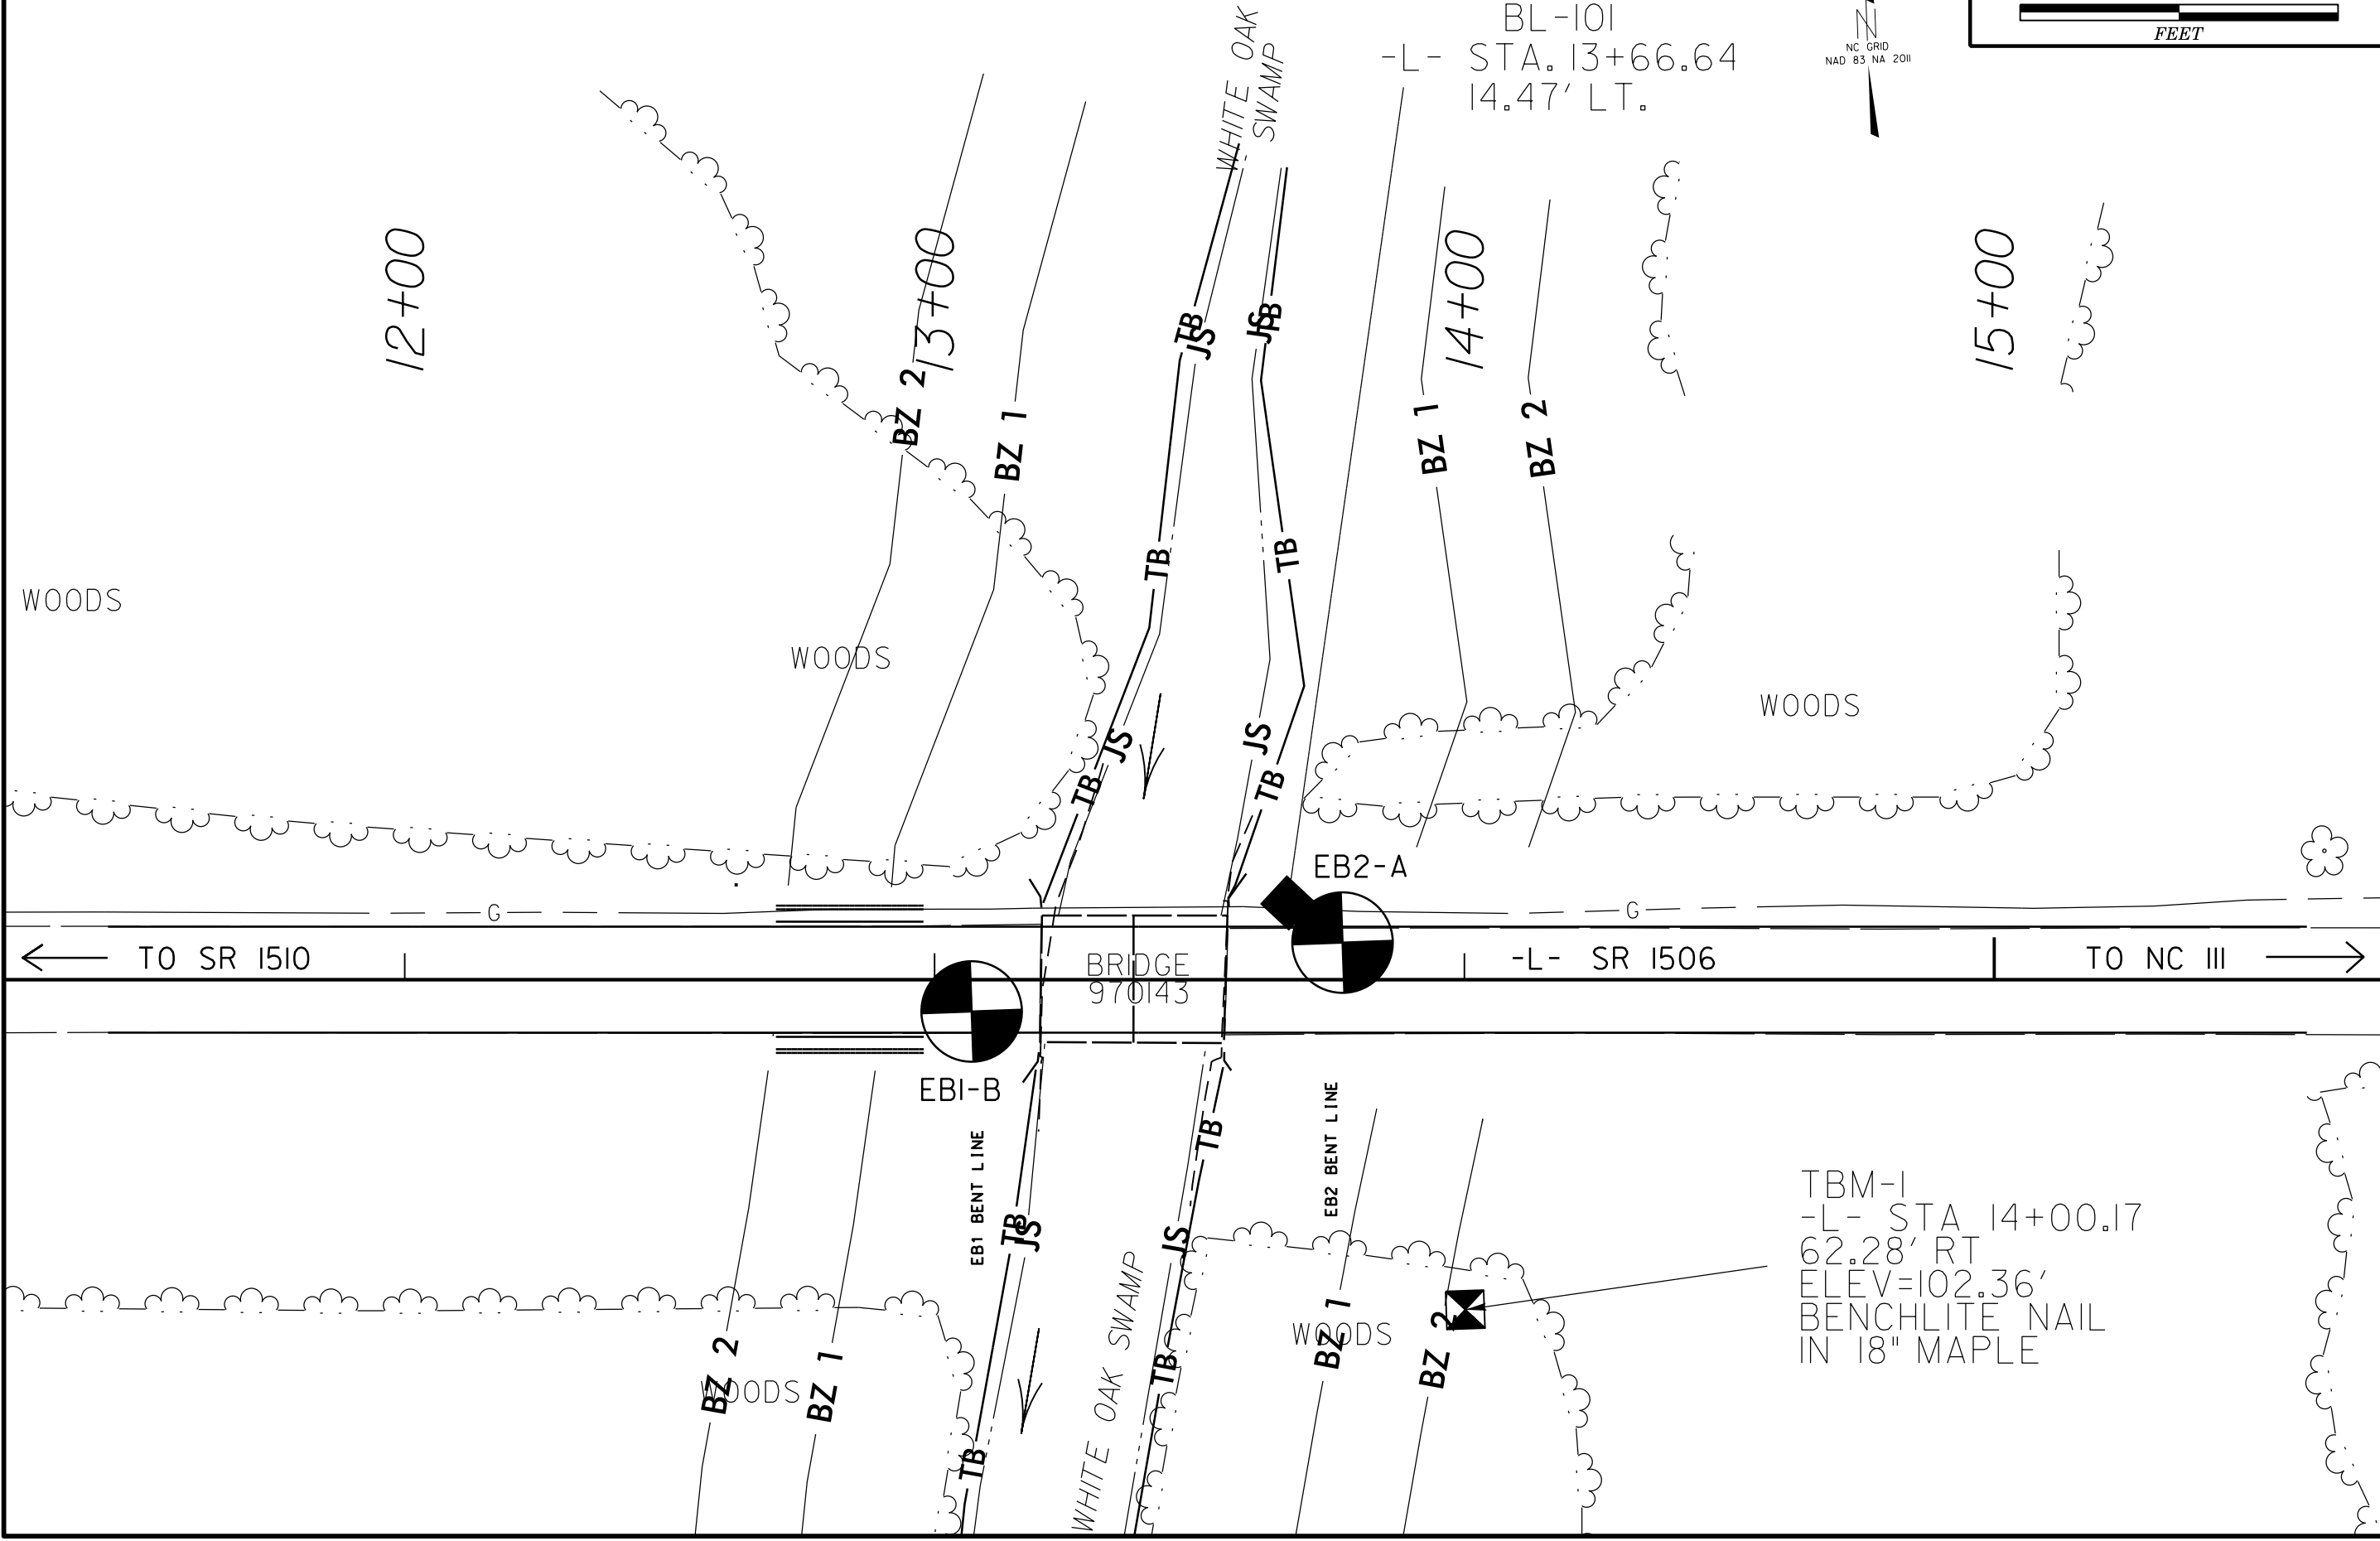 BL-101
-L- STA. 13+66.64
14.47' LT.
N
NC GRID
NAD 83 NA 2011
FEET
WHITE OAK
SWAMP
12+00
13+00
14+00
15+00
TB
JS
JS
TB
BZ 2
BZ 1
BZ 1
BZ 2
TB
TB
WOODS
WOODS
WOODS
JS
JS
TB
TB
EB2-A
G
G
TO SR 1510
BRIDGE
970143
-L- SR 1506
TO NC 111
EB1-B
EB1 BENT LINE
EB2 BENT LINE
TB
TB
JS
JS
TBM-1
-L- STA 14+00.17
62.28' RT
ELEV=102.36'
BENCHLITE NAIL
IN 18" MAPLE
WHITE OAK SWAMP
BZ 2
BZ 1
WOODS
BZ 1
WOODS
BZ 2
TB
TB